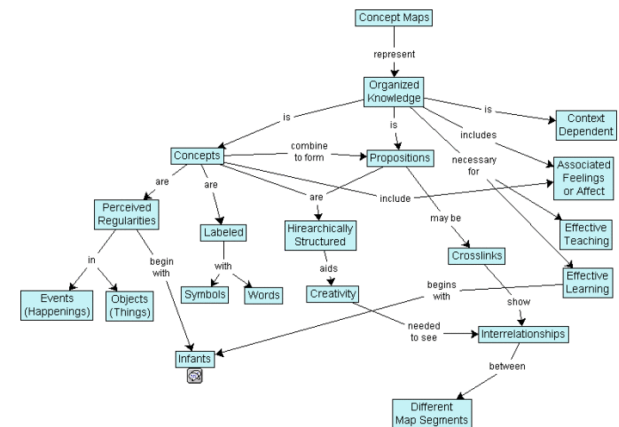 Concept Maps
represent
Organized
Knowledge
is
is
is
Context
Dependent
includes
combine
to form
Concepts
Propositions
necessary
for
Associated
Feelings
or Affect
are
are
are
include
Perceived
Regularities
Labeled
Hirearchically
Structured
may be
Effective
Teaching
Crosslinks
in
begin
with
with
aids
Events
(Happenings)
Objects
(Things)
Symbols
Words
Creativity
begins
with
Effective
Learning
show
needed
to see
Interrelationships
Infants
between
Different
Map Segments